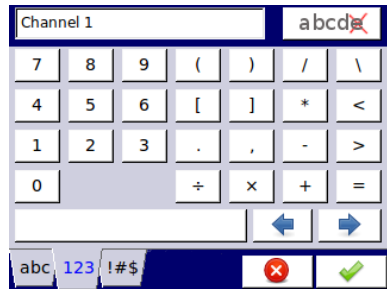 Channel 1 abcde
7 8 9 ( ) / \
4 5 6 [ ] * <
1 2 3 . , - >
0 ÷ × + =
abc 123 !#$